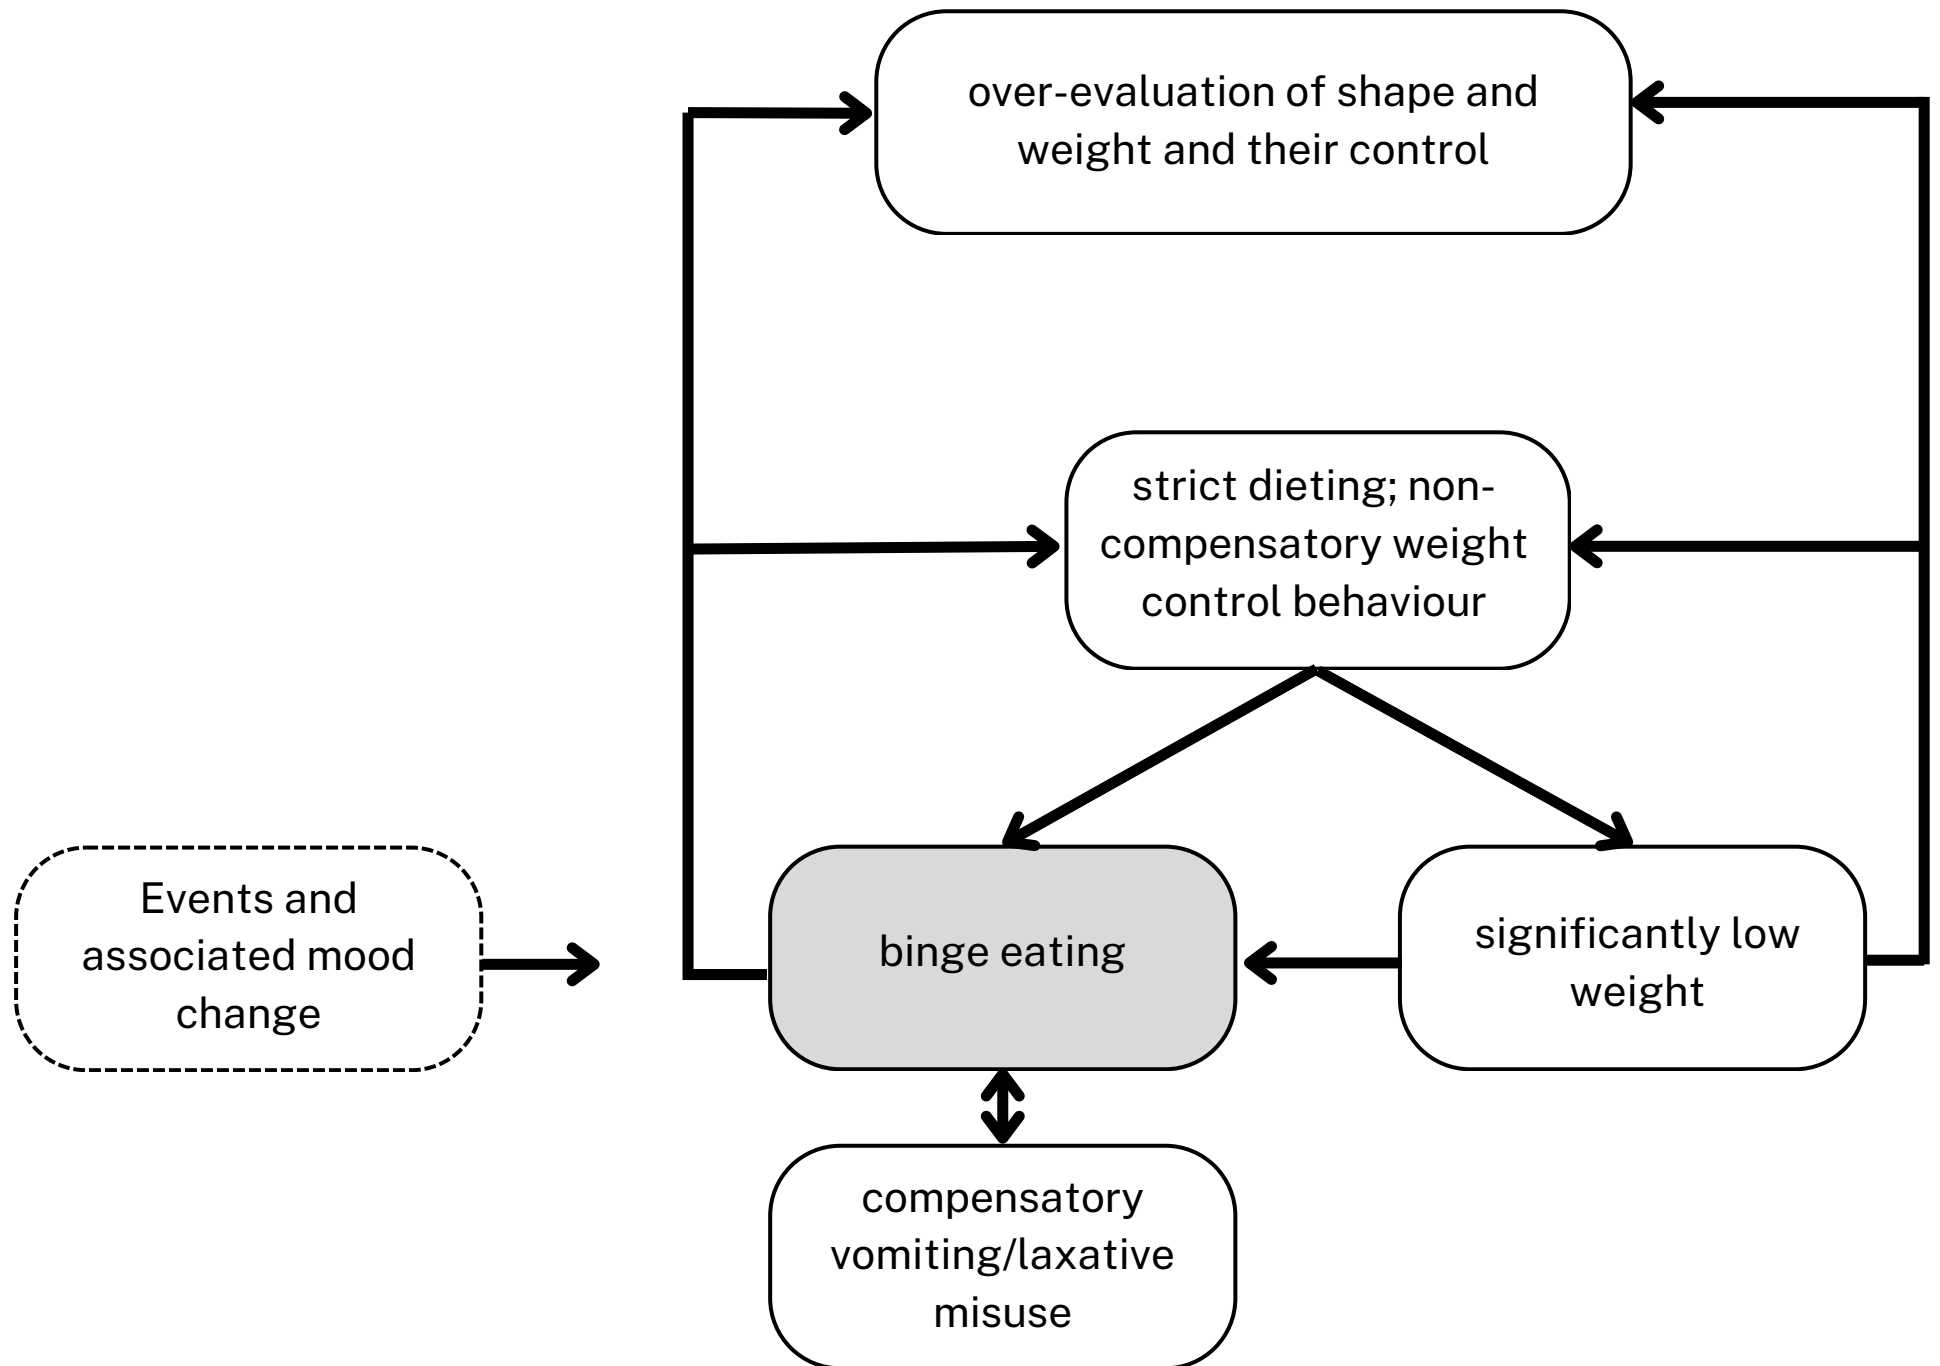 over-evaluation of shape and
weight and their control
strict dieting; non-
compensatory weight
control behaviour
Events and
associated mood
change
binge eating
significantly low
weight
compensatory
vomiting/laxative
misuse